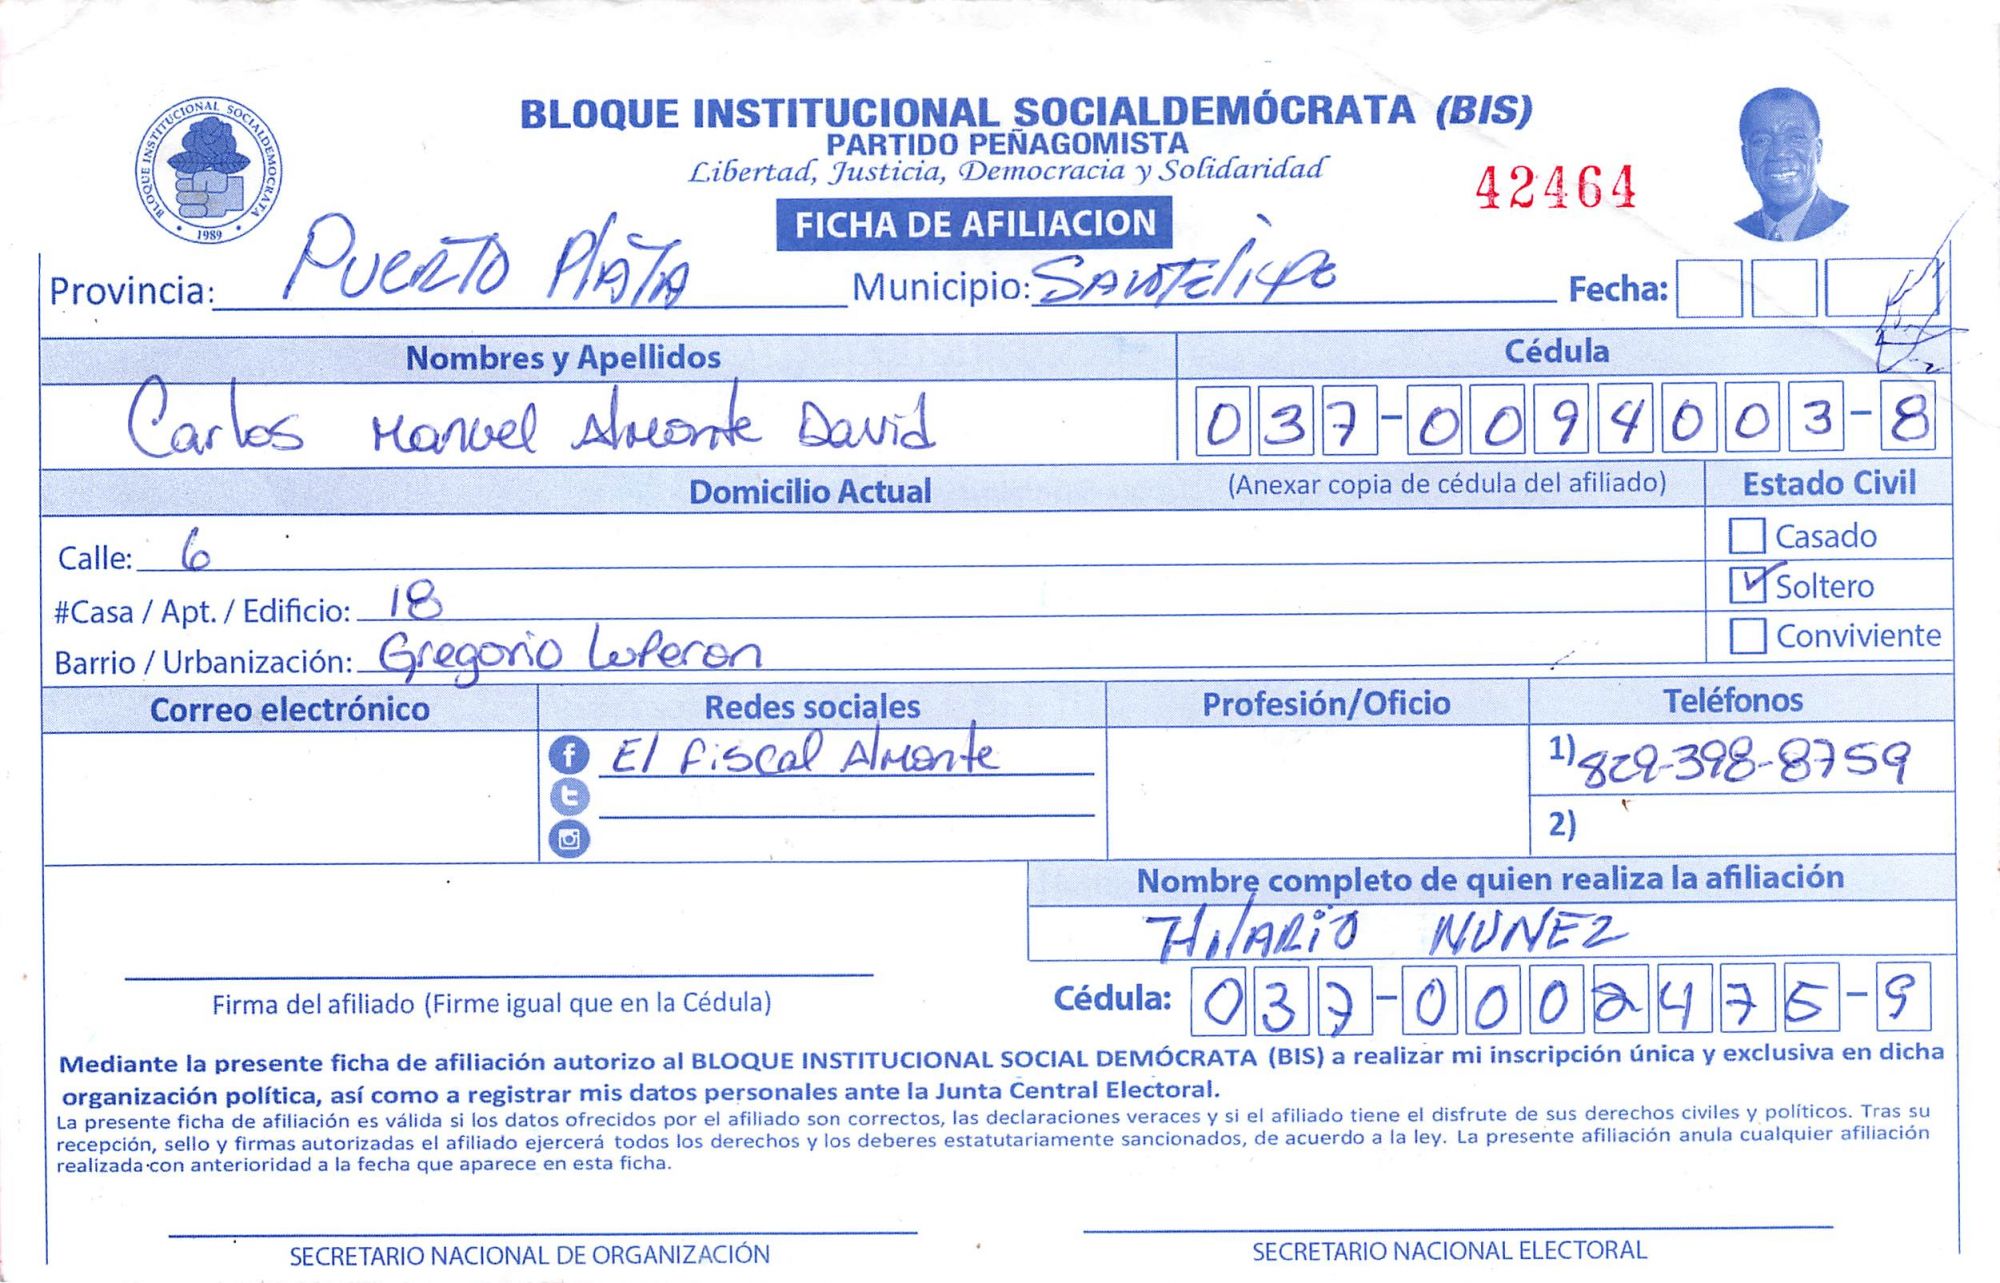 BLOQUE INSTITUCIONAL SOCIALDEMOCRATA
1989
BLOQUE INSTITUCIONAL SOCIALDEMÓCRATA (BIS)
PARTIDO PEÑAGOMISTA
Libertad, Justicia, Democracia y Solidaridad
42464
FICHA DE AFILIACION
Provincia: Puerto Plata Municipio: Fecha:
Nombres y Apellidos Cédula
Carlos Manuel Almonte David 037-0094003-8
Domicilio Actual (Anexar copia de cédula del afiliado) Estado Civil
Calle: 6 Casado
#Casa / Apt. / Edificio: 18 Soltero
Barrio / Urbanización: Gregorio Luperon Conviviente
Correo electrónico Redes sociales Profesión/Oficio Teléfonos
El fiscal Almonte 1) 829-398-8759
2)
Nombre completo de quien realiza la afiliación
Hilario NUNEZ
Firma del afiliado (Firme igual que en la Cédula) Cédula: 037-0002475-9
Mediante la presente ficha de afiliación autorizo al BLOQUE INSTITUCIONAL SOCIAL DEMÓCRATA (BIS) a realizar mi inscripción única y exclusiva en dicha
organización política, así como a registrar mis datos personales ante la Junta Central Electoral.
La presente ficha de afiliación es válida si los datos ofrecidos por el afiliado son correctos, las declaraciones veraces y si el afiliado tiene el disfrute de sus derechos civiles y políticos. Tras su
recepción, sello y firmas autorizadas el afiliado ejercerá todos los derechos y los deberes estatutariamente sancionados, de acuerdo a la ley. La presente afiliación anula cualquier afiliación
realizada con anterioridad a la fecha que aparece en esta ficha.
SECRETARIO NACIONAL DE ORGANIZACIÓN SECRETARIO NACIONAL ELECTORAL